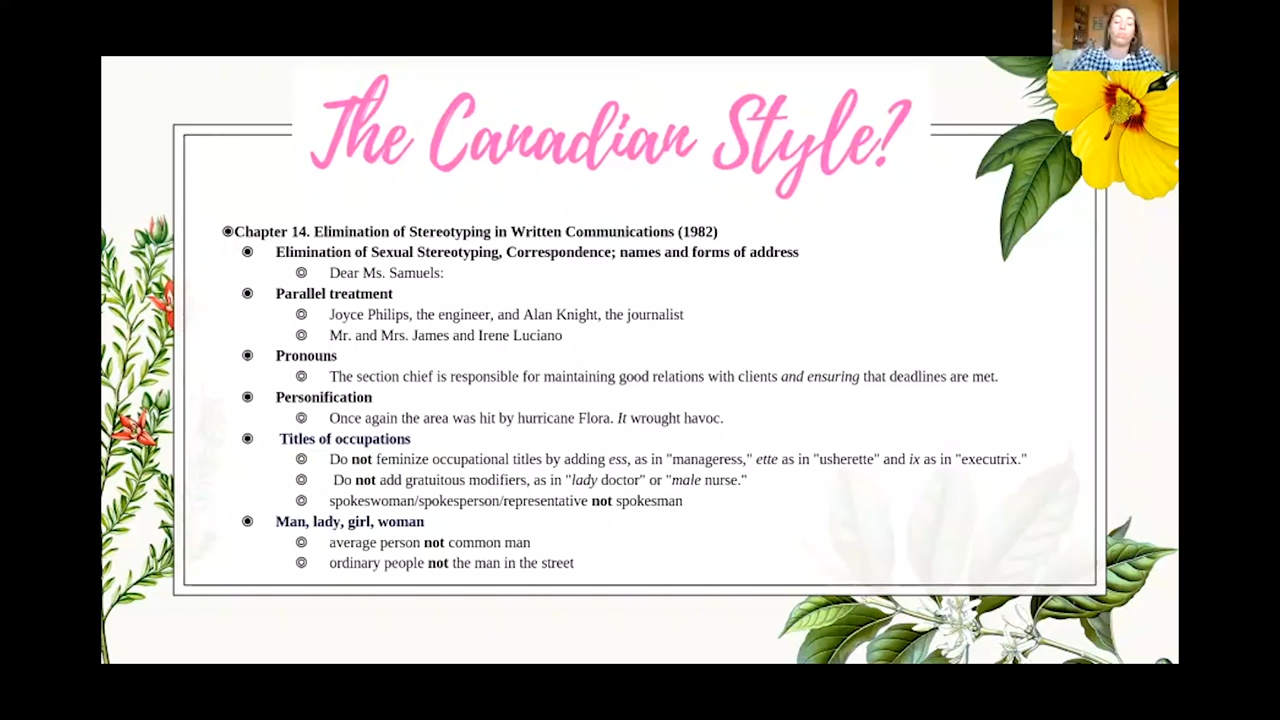 The Canadian Style?
◉Chapter 14. Elimination of Stereotyping in Written Communications (1982)
◉ Elimination of Sexual Stereotyping, Correspondence; names and forms of address
◎ Dear Ms. Samuels:
◉ Parallel treatment
◎ Joyce Philips, the engineer, and Alan Knight, the journalist
◎ Mr. and Mrs. James and Irene Luciano
◉ Pronouns
◎ The section chief is responsible for maintaining good relations with clients and ensuring that deadlines are met.
◉ Personification
◎ Once again the area was hit by hurricane Flora. It wrought havoc.
◉ Titles of occupations
◎ Do not feminize occupational titles by adding ess, as in "manageress," ette as in "usherette" and ix as in "executrix."
◎ Do not add gratuitous modifiers, as in "lady doctor" or "male nurse."
◎ spokeswoman/spokesperson/representative not spokesman
◉ Man, lady, girl, woman
◎ average person not common man
◎ ordinary people not the man in the street